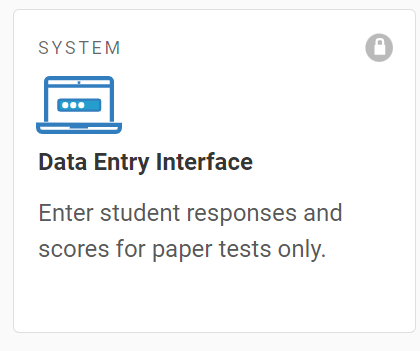 SYSTEM
Data Entry Interface
Enter student responses and
scores for paper tests only.